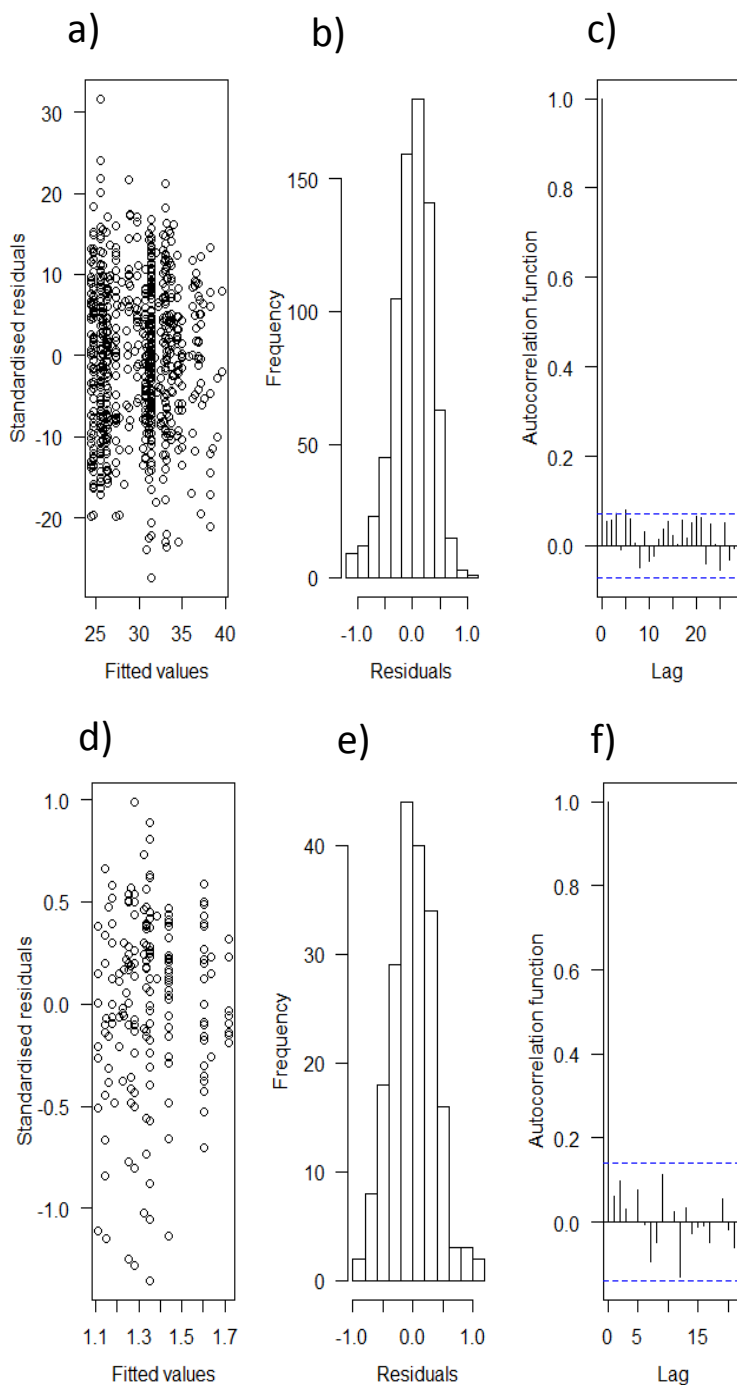 a)
b)
c)
Standardised residuals
30
20
10
0
-10
-20
25 30 35 40
Fitted values
Frequency
150
100
50
0
-1.0 0.0 1.0
Residuals
Autocorrelation function
1.0
0.8
0.6
0.4
0.2
0.0
0 10 20
Lag
d)
e)
f)
Standardised residuals
1.0
0.5
0.0
-0.5
-1.0
1.1 1.3 1.5 1.7
Fitted values
Frequency
40
30
20
10
0
-1.0 0.0 1.0
Residuals
Autocorrelation function
1.0
0.8
0.6
0.4
0.2
0.0
0 5 15
Lag